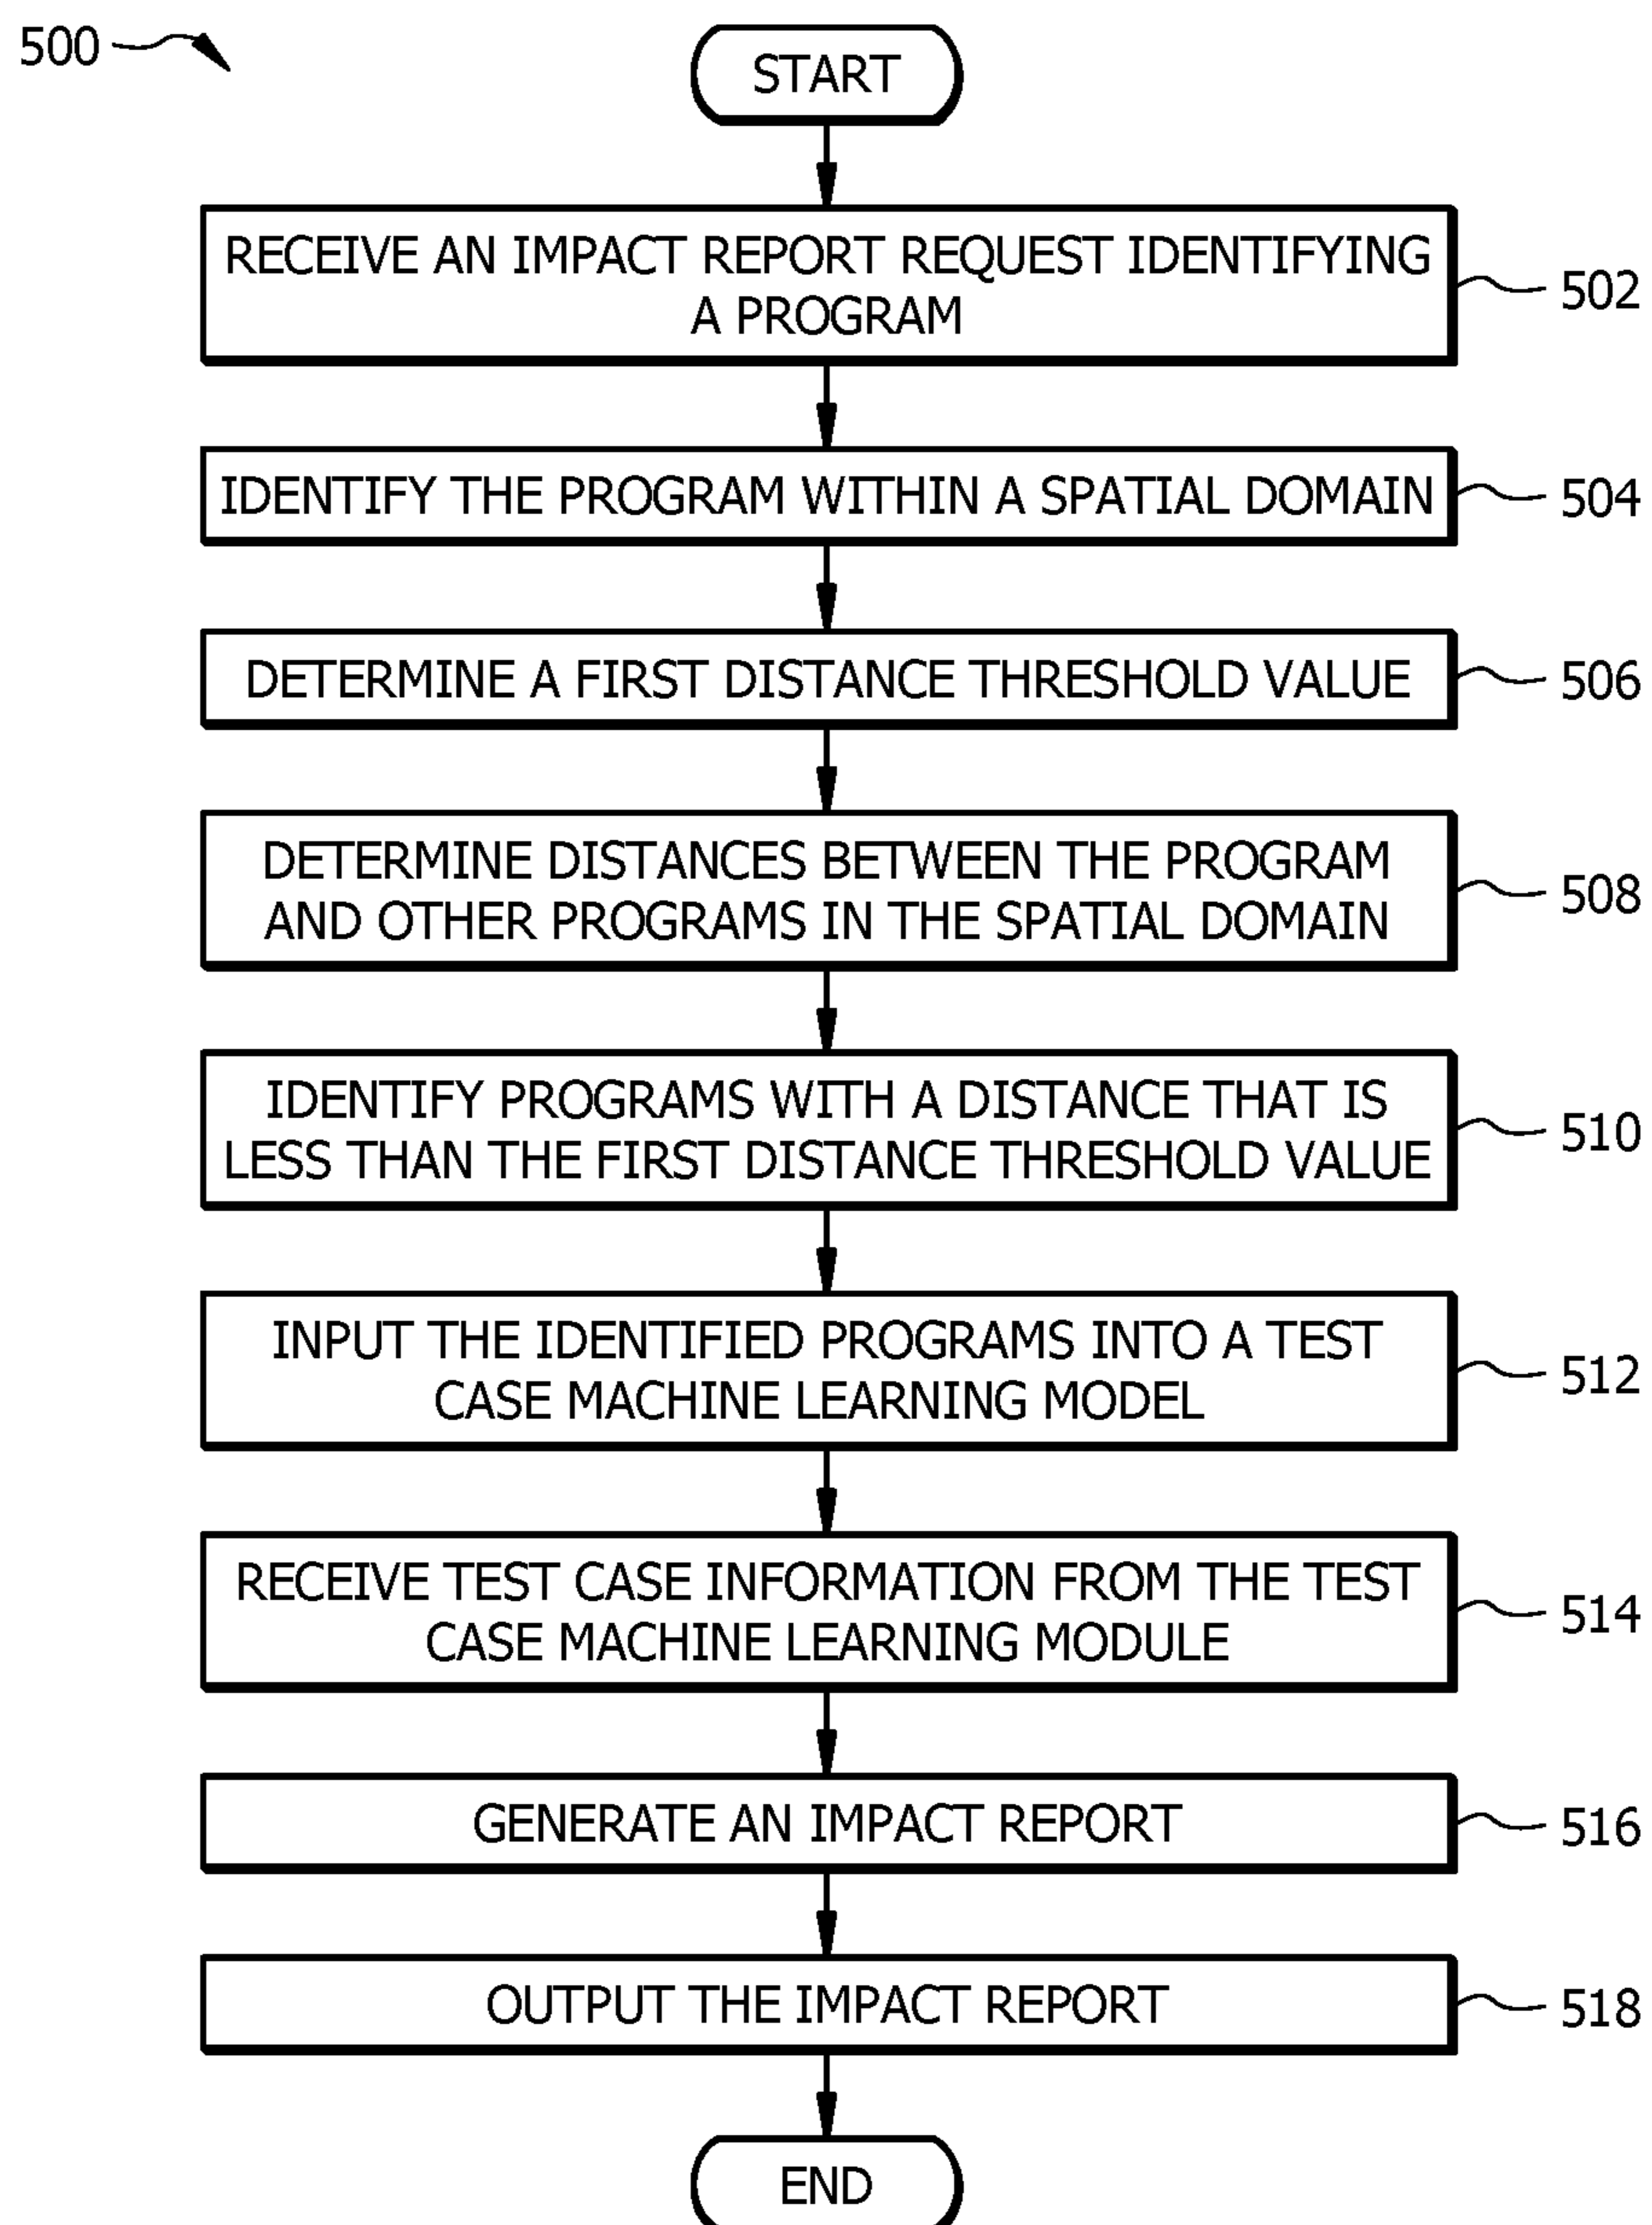 500
START
RECEIVE AN IMPACT REPORT REQUEST IDENTIFYING
A PROGRAM
502
IDENTIFY THE PROGRAM WITHIN A SPATIAL DOMAIN
504
DETERMINE A FIRST DISTANCE THRESHOLD VALUE
506
DETERMINE DISTANCES BETWEEN THE PROGRAM
AND OTHER PROGRAMS IN THE SPATIAL DOMAIN
508
IDENTIFY PROGRAMS WITH A DISTANCE THAT IS
LESS THAN THE FIRST DISTANCE THRESHOLD VALUE
510
INPUT THE IDENTIFIED PROGRAMS INTO A TEST
CASE MACHINE LEARNING MODEL
512
RECEIVE TEST CASE INFORMATION FROM THE TEST
CASE MACHINE LEARNING MODULE
514
GENERATE AN IMPACT REPORT
516
OUTPUT THE IMPACT REPORT
518
END